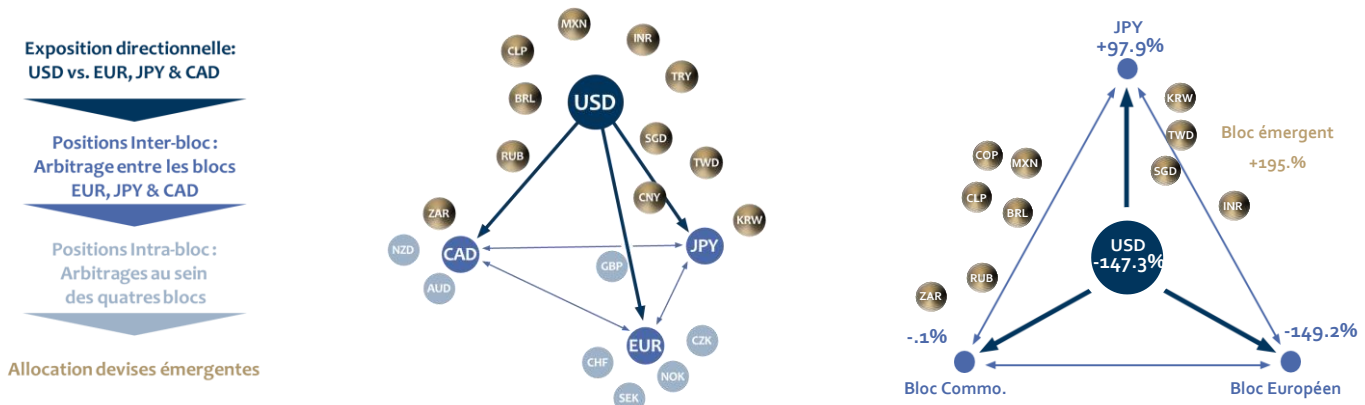 Exposition directionnelle:
USD vs. EUR, JPY & CAD
Positions Inter-bloc :
Arbitrage entre les blocs
EUR, JPY & CAD
Positions Intra-bloc :
Arbitrages au sein
des quatres blocs
Allocation devises émergentes
MXN
INR
CLP
TRY
BRL
USD
SGD
RUB
TWD
CNY
ZAR
KRW
NZD
CAD
JPY
GBP
AUD
EUR
CZK
CHF
NOK
SEK
JPY
+97.9%
KRW
TWD
Bloc émergent
+195.%
COP
MXN
SGD
CLP
BRL
INR
USD
-147.3%
RUB
ZAR
-.1%
-149.2%
Bloc Commo.
Bloc Européen